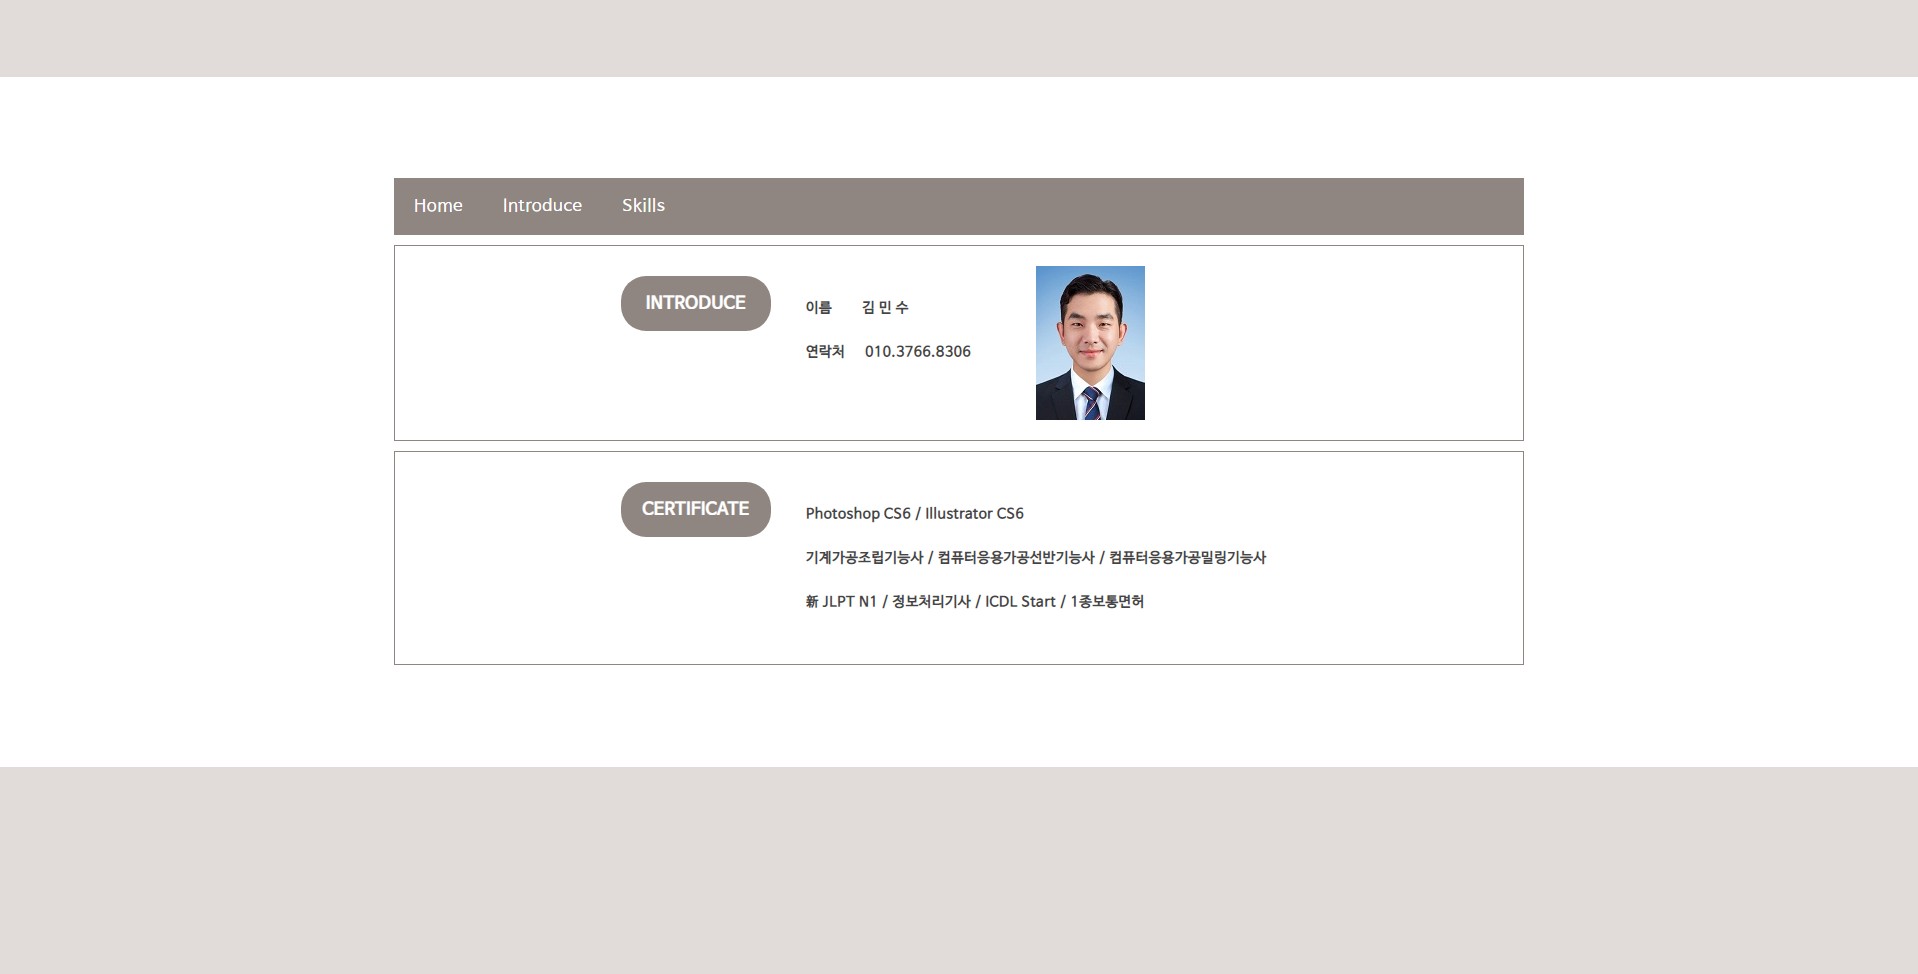 Home Introduce Skills
INTRODUCE
이름 김 민 수
연락처 010.3766.8306
CERTIFICATE
Photoshop CS6 / Illustrator CS6
기계가공조립기능사 / 컴퓨터응용가공선반기능사 / 컴퓨터응용가공밀링기능사
新 JLPT N1 / 정보처리기사 / ICDL Start / 1종보통면허